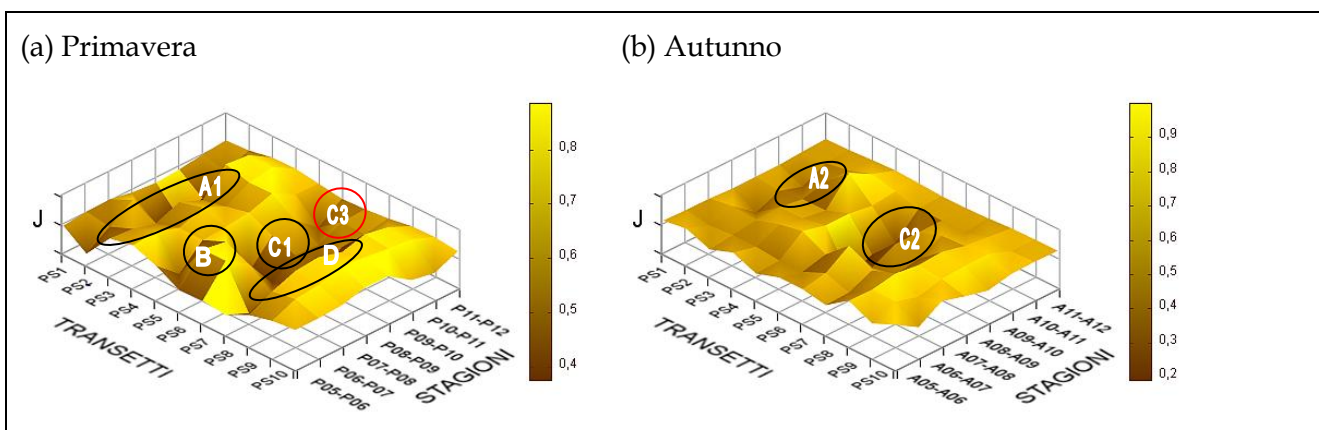 (a) Primavera
(b) Autunno
J
A1
B
C1
C3
D
0,8
0,7
0,6
0,5
0,4
PS1
PS2
PS3
PS4
PS5
PS6
PS7
PS8
PS9
PS10
TRANSETTI
P05-P06
P06-P07
P07-P08
P08-P09
P09-P10
P10-P11
P11-P12
STAGIONI
J
A2
C2
0,9
0,8
0,7
0,6
0,5
0,4
0,3
0,2
PS1
PS2
PS3
PS4
PS5
PS6
PS7
PS8
PS9
PS10
TRANSETTI
A05-A06
A06-A07
A07-A08
A08-A09
A09-A10
A10-A11
A11-A12
STAGIONI